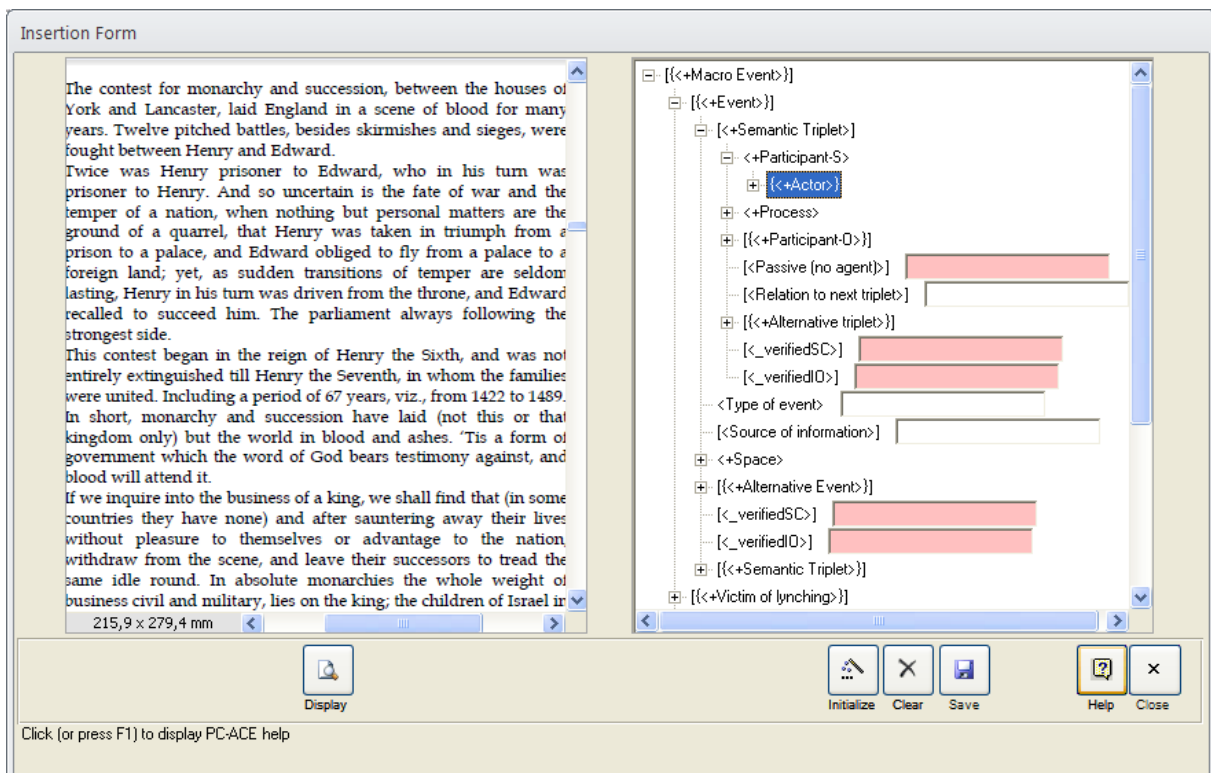 Insertion Form
The contest for monarchy and succession, between the houses of
York and Lancaster, laid England in a scene of blood for many
years. Twelve pitched battles, besides skirmishes and sieges, were
fought between Henry and Edward.
Twice was Henry prisoner to Edward, who in his turn was
prisoner to Henry. And so uncertain is the fate of war and the
temper of a nation, when nothing but personal matters are the
ground of a quarrel, that Henry was taken in triumph from a
prison to a palace, and Edward obliged to fly from a palace to a
foreign land; yet, as sudden transitions of temper are seldom
lasting, Henry in his turn was driven from the throne, and Edward
recalled to succeed him. The parliament always following the
strongest side.
This contest began in the reign of Henry the Sixth, and was not
entirely extinguished till Henry the Seventh, in whom the families
were united. Including a period of 67 years, viz., from 1422 to 1489.
In short, monarchy and succession have laid (not this or that
kingdom only) but the world in blood and ashes. ‘Tis a form of
government which the word of God bears testimony against, and
blood will attend it.
If we inquire into the business of a king, we shall find that (in some
countries they have none) and after sauntering away their lives
without pleasure to themselves or advantage to the nation,
withdraw from the scene, and leave their successors to tread the
same idle round. In absolute monarchies the whole weight of
business civil and military, lies on the king; the children of Israel in
215,9 x 279,4 mm
[{<+Macro Event>}]
[{<+Event>}]
[<+Semantic Triplet>]
<+Participant-S>
{<+Actor>}
<+Process>
[{<+Participant-O>}]
[<Passive (no agent)>]
[<Relation to next triplet>]
[{<+Alternative triplet>}]
[<_verifiedSC>]
[<_verifiedIO>]
<Type of event>
[<Source of information>]
<+Space>
[{<+Alternative Event>}]
[<_verifiedSC>]
[<_verifiedIO>]
[{<+Semantic Triplet>}]
[{<+Victim of lynching>}]
Display
Initialize Clear Save Help Close
Click (or press F1) to display PC-ACE help